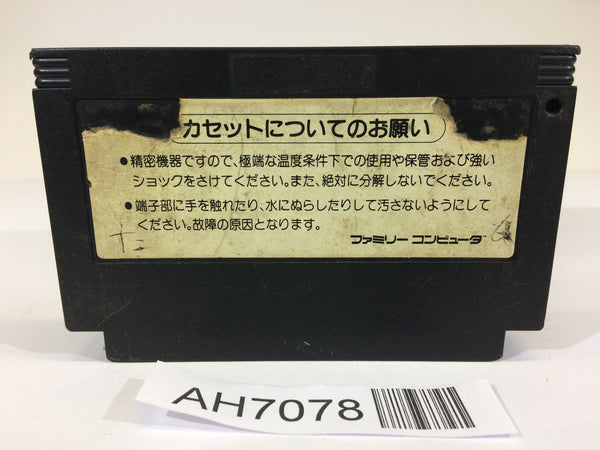 カセットについてのお願い
●精密機器ですので、極端な温度条件下での使用や保管および強い
ショックをさけてください。また、絶対に分解しないでください。
●端子部に手を触れたり、水にぬらしたりして汚さないようにして
ください。故障の原因となります。
ファミリーコンピュータ
AH7078